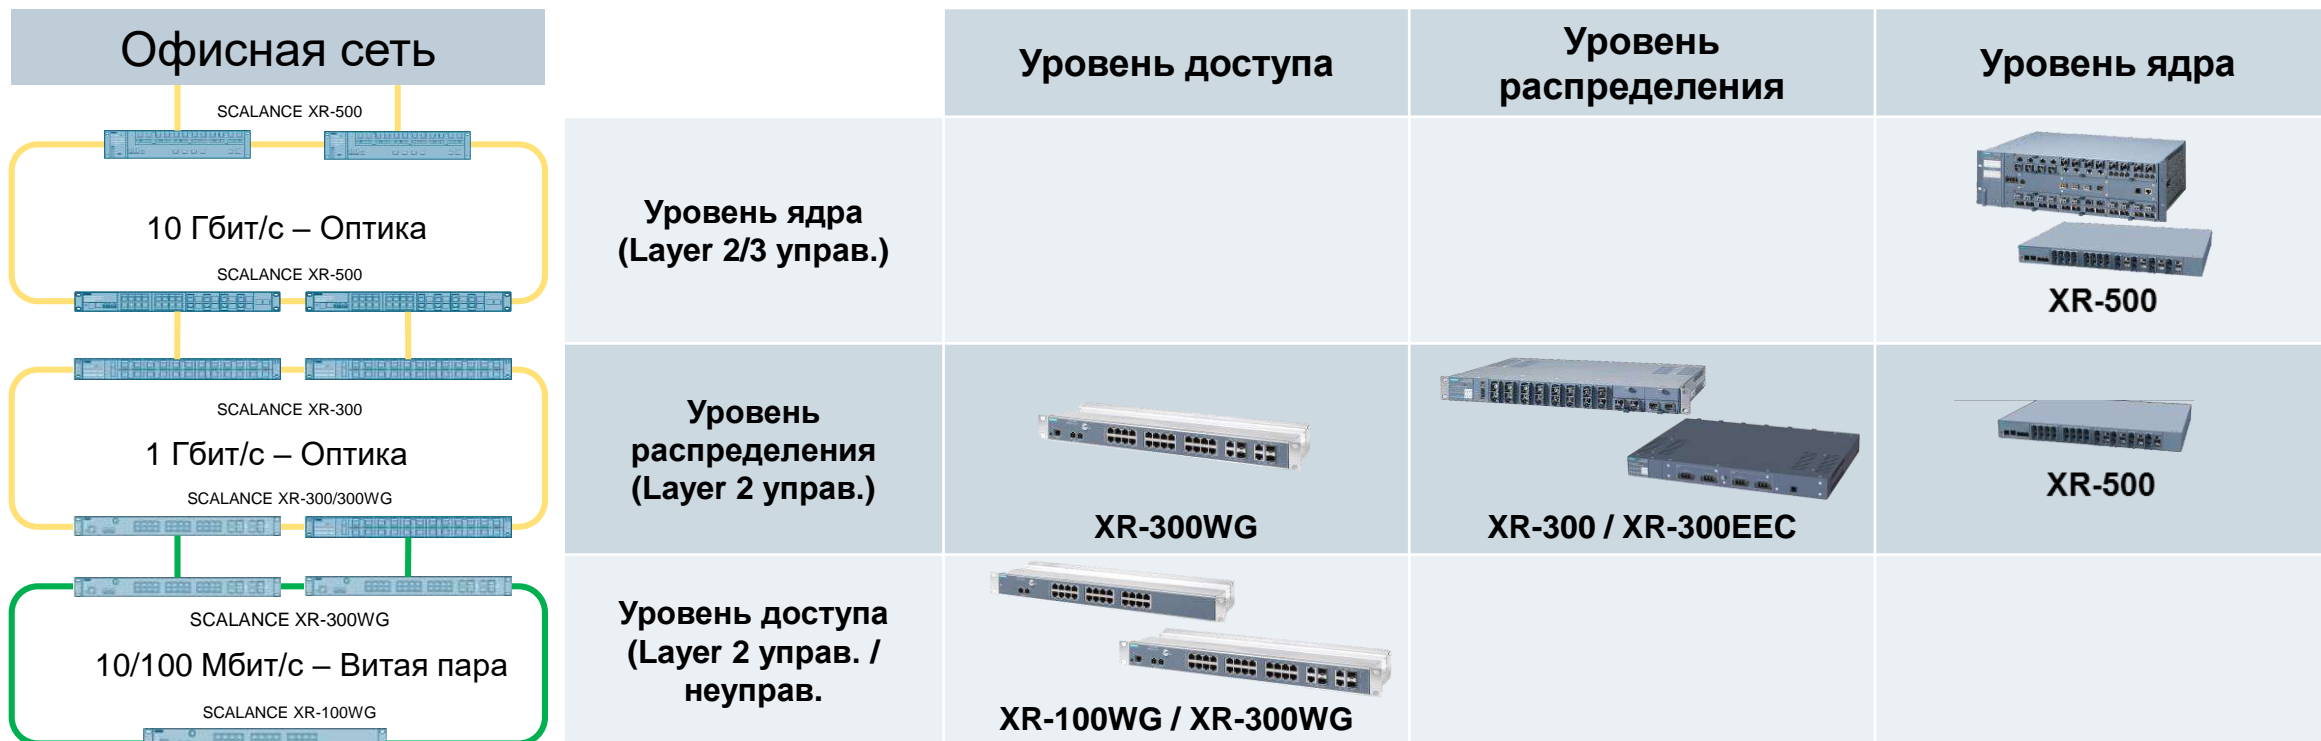 Офисная сеть
SCALANCE XR-500
10 Гбит/с – Оптика
SCALANCE XR-500
SCALANCE XR-300
1 Гбит/с – Оптика
SCALANCE XR-300/300WG
SCALANCE XR-300WG
10/100 Мбит/с – Витая пара
SCALANCE XR-100WG
Уровень доступа
Уровень
распределения
Уровень ядра
Уровень ядра
(Layer 2/3 управ.)
XR-500
Уровень
распределения
(Layer 2 управ.)
XR-300WG
XR-300 / XR-300EEC
XR-500
Уровень доступа
(Layer 2 управ. /
неуправ.
XR-100WG / XR-300WG